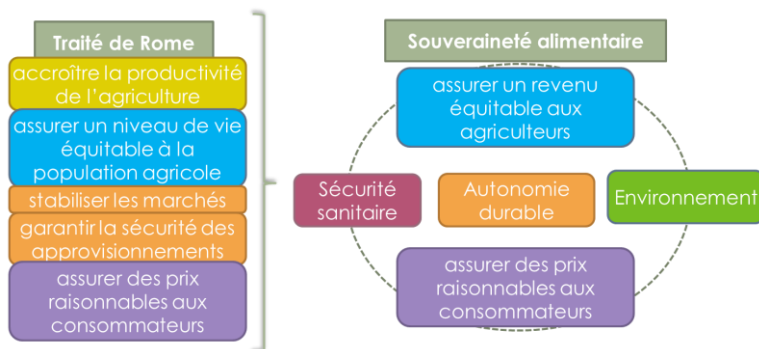 Traité de Rome
accroître la productivité
de l'agriculture
assurer un niveau de vie
équitable à la
population agricole
stabiliser les marchés
garantir la sécurité des
approvisionnements
assurer des prix
raisonnables aux
consommateurs
Souveraineté alimentaire
assurer un revenu
équitable aux
agriculteurs
Sécurité
sanitaire
Autonomie
durable
Environnement
assurer des prix
raisonnables aux
consommateurs